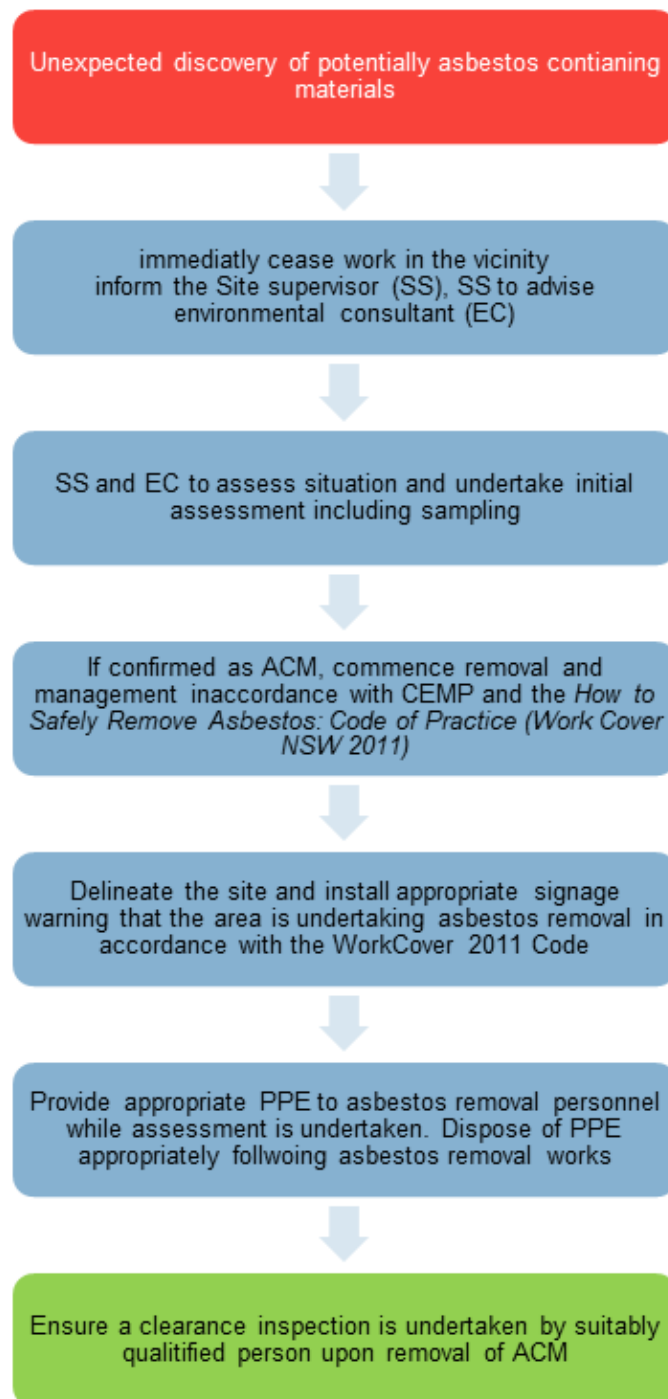 Unexpected discovery of potentially asbestos contianing
materials
immediatly cease work in the vicinity
inform the Site supervisor (SS), SS to advise
environmental consultant (EC)
SS and EC to assess situation and undertake initial
assessment including sampling
If confirmed as ACM, commence removal and
management inaccordance with CEMP and the How to
Safely Remove Asbestos: Code of Practice (Work Cover
NSW 2011)
Delineate the site and install appropriate signage
warning that the area is undertaking asbestos removal in
accordance with the WorkCover 2011 Code
Provide appropriate PPE to asbestos removal personnel
while assessment is undertaken. Dispose of PPE
appropriately follwoing asbestos removal works
Ensure a clearance inspection is undertaken by suitably
qualitified person upon removal of ACM